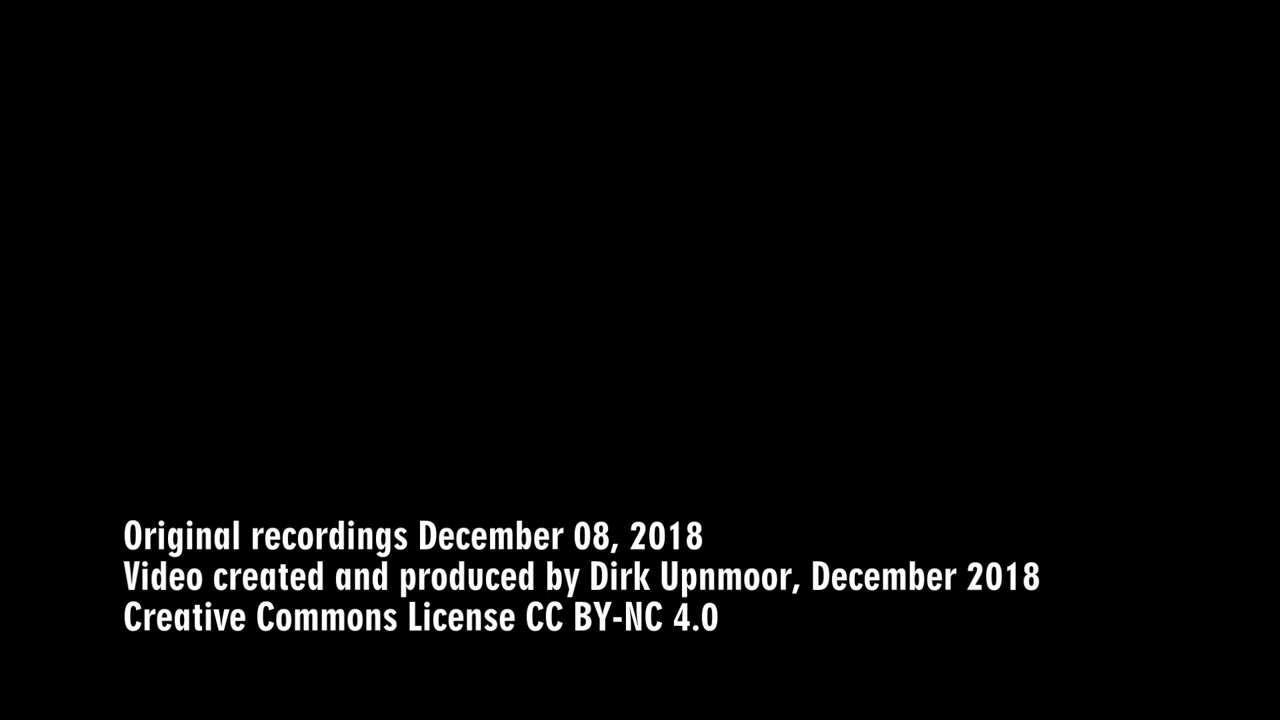 Original recordings December 08, 2018
Video created and produced by Dirk Upnmoor, December 2018
Creative Commons License CC BY-NC 4.0